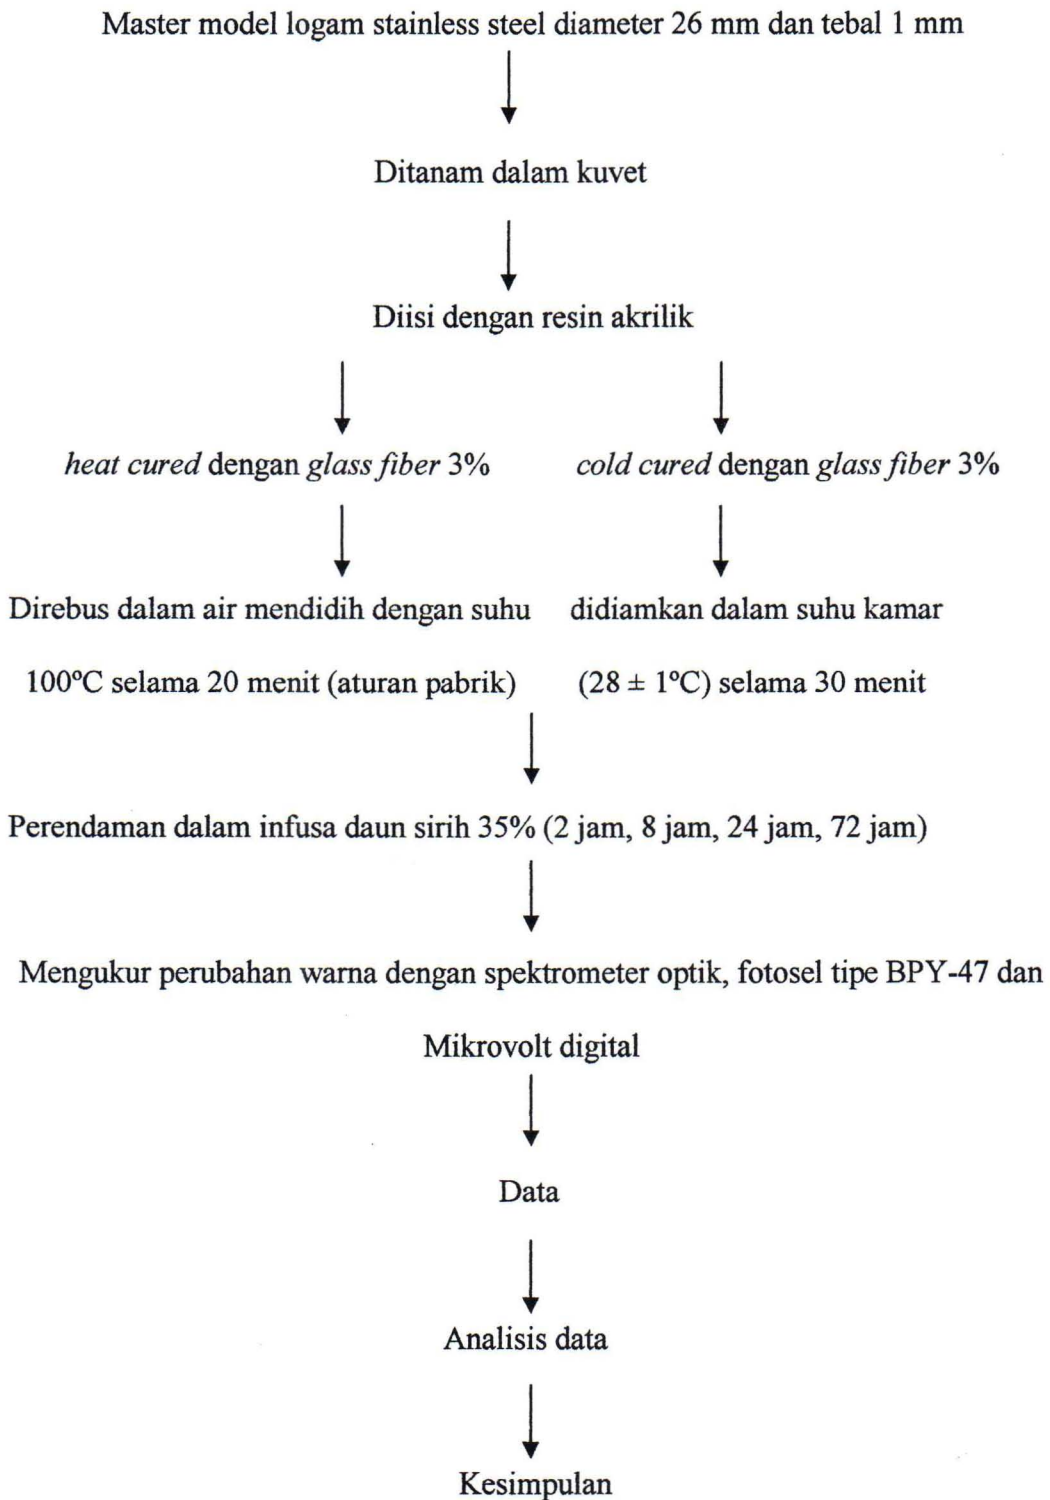 Master model logam stainless steel diameter 26 mm dan tebal 1 mm
Ditanam dalam kuvet
Diisi dengan resin akrilik
heat cured dengan glass fiber 3%
cold cured dengan glass fiber 3%
Direbus dalam air mendidih dengan suhu
100ºC selama 20 menit (aturan pabrik)
didiamkan dalam suhu kamar
(28 ± 1ºC) selama 30 menit
Perendaman dalam infusa daun sirih 35% (2 jam, 8 jam, 24 jam, 72 jam)
Mengukur perubahan warna dengan spektrometer optik, fotosel tipe BPY-47 dan
Mikrovolt digital
Data
Analisis data
Kesimpulan